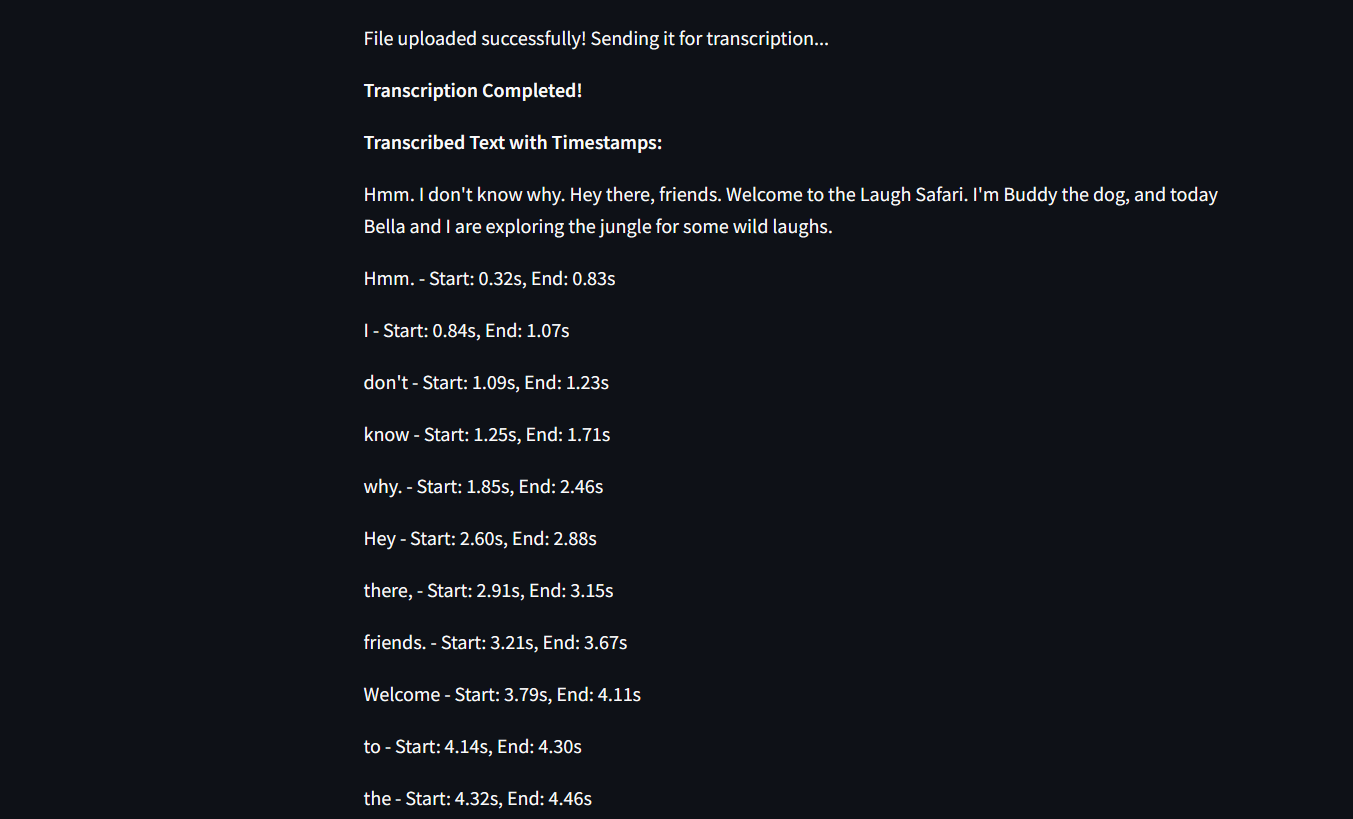 File uploaded successfully! Sending it for transcription...
Transcription Completed!
Transcribed Text with Timestamps:
Hmm. I don't know why. Hey there, friends. Welcome to the Laugh Safari. I'm Buddy the dog, and today
Bella and I are exploring the jungle for some wild laughs.
Hmm. - Start: 0.32s, End: 0.83s
I - Start: 0.84s, End: 1.07s
don't - Start: 1.09s, End: 1.23s
know - Start: 1.25s, End: 1.71s
why. - Start: 1.85s, End: 2.46s
Hey - Start: 2.60s, End: 2.88s
there, - Start: 2.91s, End: 3.15s
friends. - Start: 3.21s, End: 3.67s
Welcome - Start: 3.79s, End: 4.11s
to - Start: 4.14s, End: 4.30s
the - Start: 4.32s, End: 4.46s